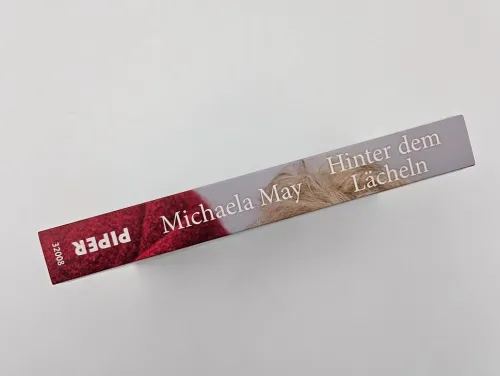 Michaela May
Hinter dem
Lächeln
PIPER
32008